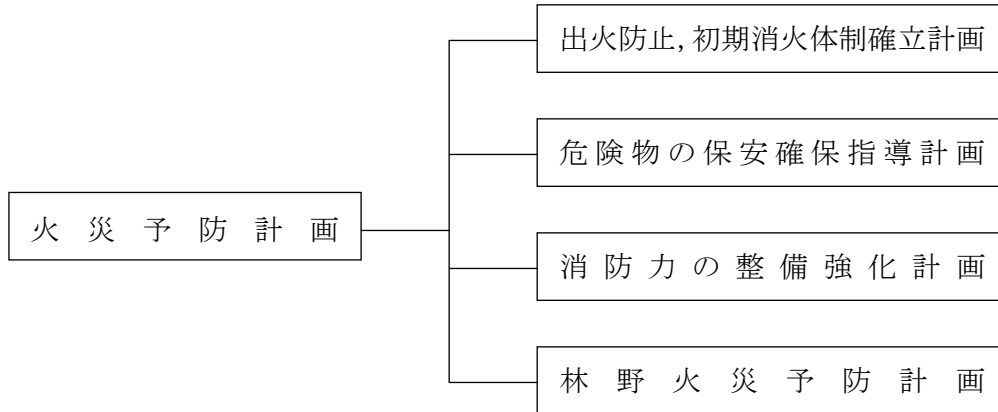 出火防止,初期消火体制確立計画
危険物の保安確保指導計画
火災予防計画
消防力の整備強化計画
林野火災予防計画